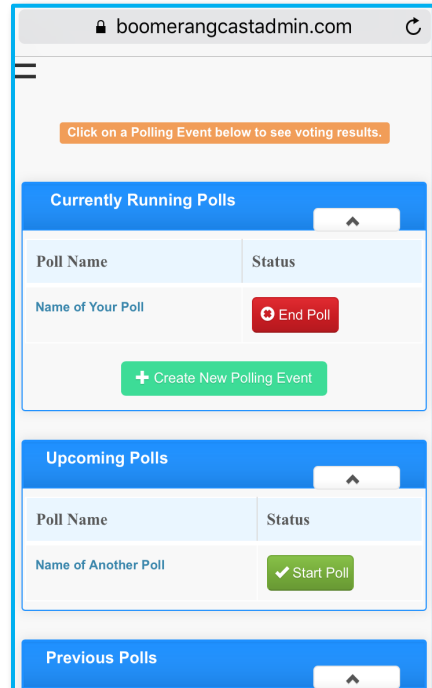 boomerangcastadmin.com
Click on a Polling Event below to see voting results.
Currently Running Polls
Poll Name Status
Name of Your Poll End Poll
Create New Polling Event
Upcoming Polls
Poll Name Status
Name of Another Poll Start Poll
Previous Polls